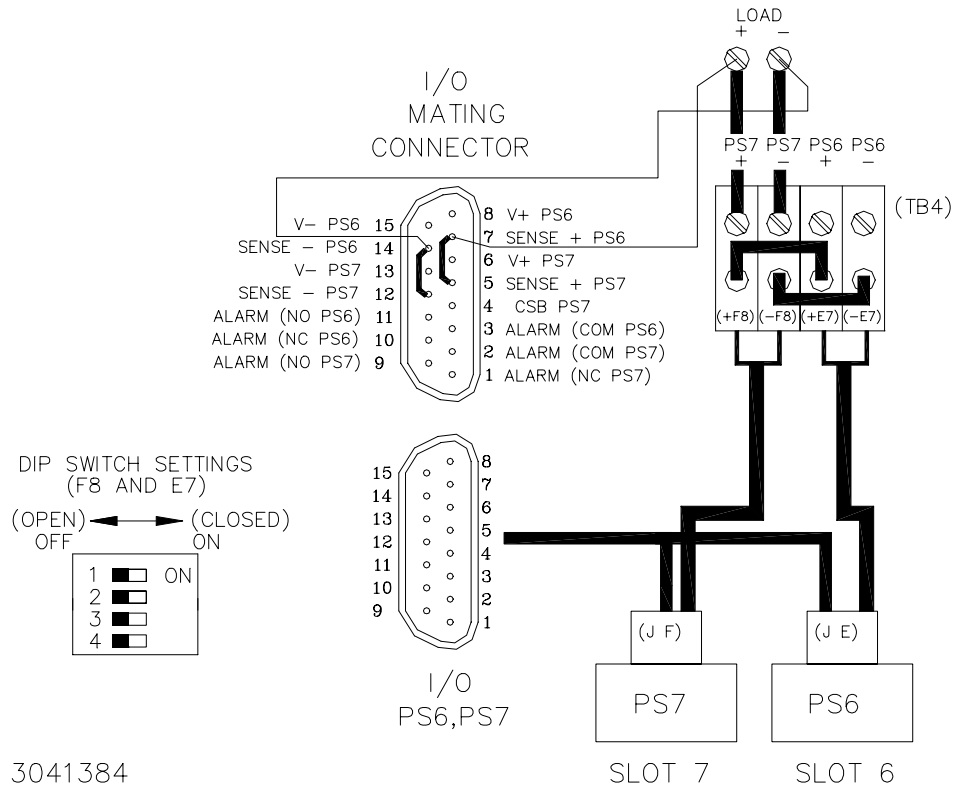 LOAD
+ −
I/O
MATING
CONNECTOR
PS7 PS7 PS6 PS6
+ − + −
(TB4)
V− PS6 15
SENSE − PS6 14
V− PS7 13
SENSE − PS7 12
ALARM (NO PS6) 11
ALARM (NC PS6) 10
ALARM (NO PS7) 9
8 V+ PS6
7 SENSE + PS6
6 V+ PS7
5 SENSE + PS7
4 CSB PS7
3 ALARM (COM PS6)
2 ALARM (COM PS7)
1 ALARM (NC PS7)
(+F8) (−F8) (+E7) (−E7)
DIP SWITCH SETTINGS
(F8 AND E7)
(OPEN) (CLOSED)
OFF ON
1 ON
2
3
4
15
14
13
12
11
10
9
8
7
6
5
4
3
2
1
I/O
PS6,PS7
(J F)
PS7
SLOT 7
(J E)
PS6
SLOT 6
3041384